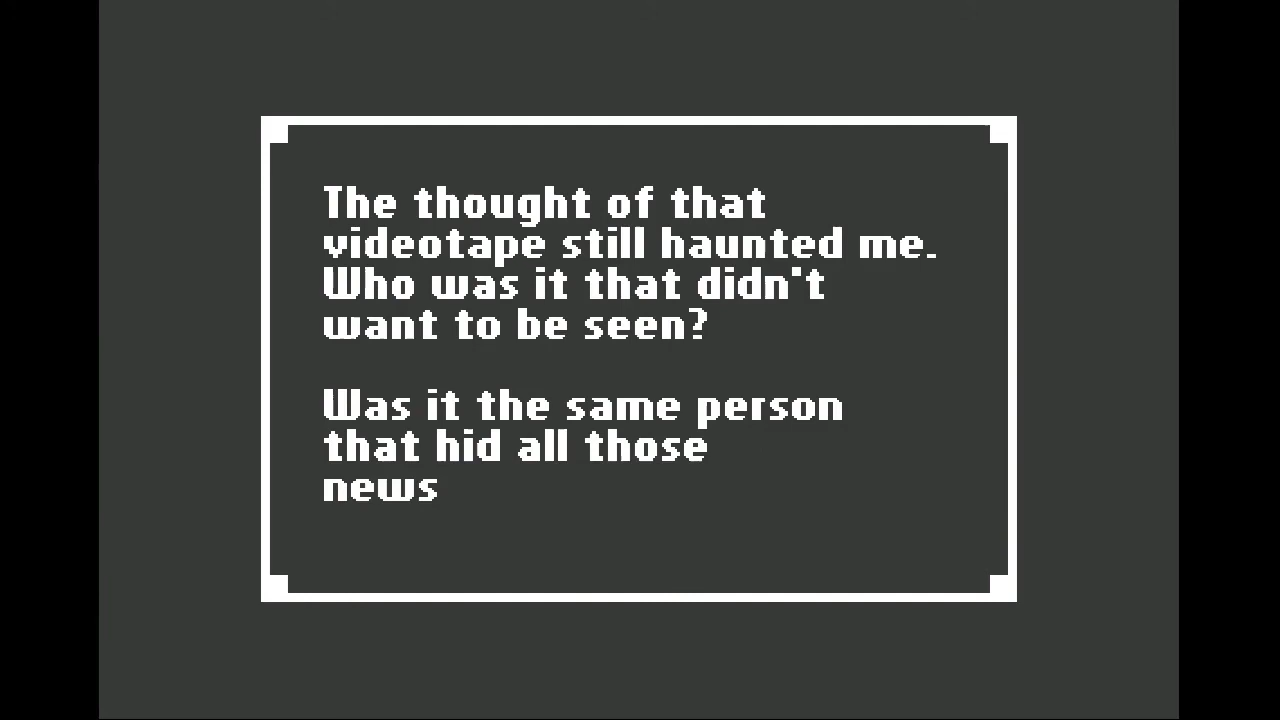 The thought of that
videotape still haunted me.
Who was it that didn't
want to be seen?
Was it the same person
that hid all those
news